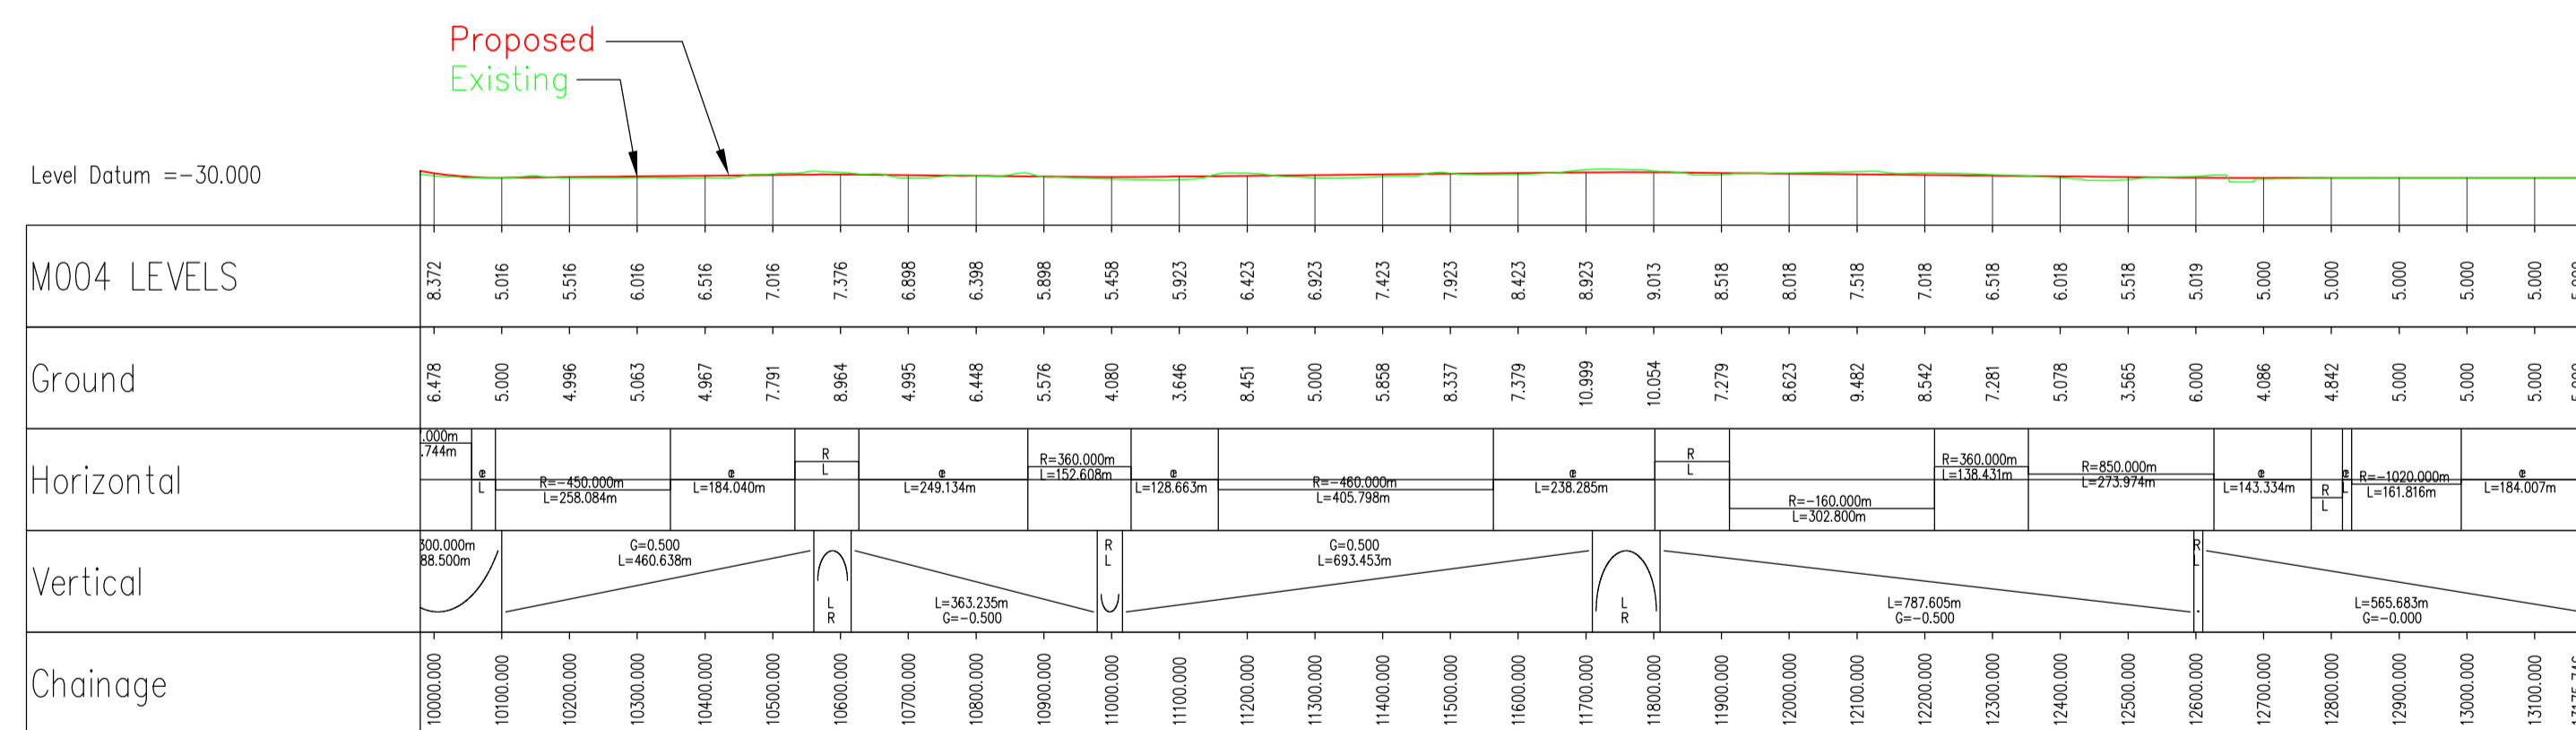 Proposed
Existing
Level Datum =-30.000
M004 LEVELS
8.372 5.016 5.516 6.016 6.516 7.016 7.376 6.898 6.398 5.898 5.458 5.923 6.423 6.923 7.423 7.923 8.423 8.923 9.013 8.518 8.018 7.518 7.018 6.518 6.018 5.518 5.019 5.000 5.000 5.000 5.000 5.000
Ground
6.478 5.000 4.996 5.063 4.967 7.791 8.964 4.995 6.448 5.576 4.080 3.646 8.451 5.000 5.858 8.337 7.379 10.999 10.054 7.279 8.623 9.482 8.542 7.281 5.078 3.565 6.000 4.086 4.842 5.000 5.000 5.000
Horizontal
.000m
.744m
L
R=-450.000m
L=258.084m
L=184.040m
R
L
L=249.134m
R=360.000m
L=152.608m
L=128.663m
R=-460.000m
L=405.798m
L=238.285m
R
L
R=-160.000m
L=302.800m
R=360.000m
L=138.431m
R=850.000m
L=273.974m
L=143.334m
R
L
L
R=-1020.000m
L=161.816m
L=184.007m
Vertical
300.000m
88.500m
G=0.500
L=460.638m
L
R
L=363.235m
G=-0.500
R
L
G=0.500
L=693.453m
L
R
L=787.605m
G=-0.500
R
L
L=565.683m
G=-0.000
Chainage
10000.000 10100.000 10200.000 10300.000 10400.000 10500.000 10600.000 10700.000 10800.000 10900.000 11000.000 11100.000 11200.000 11300.000 11400.000 11500.000 11600.000 11700.000 11800.000 11900.000 12000.000 12100.000 12200.000 12300.000 12400.000 12500.000 12600.000 12700.000 12800.000 12900.000 13000.000 13100.000